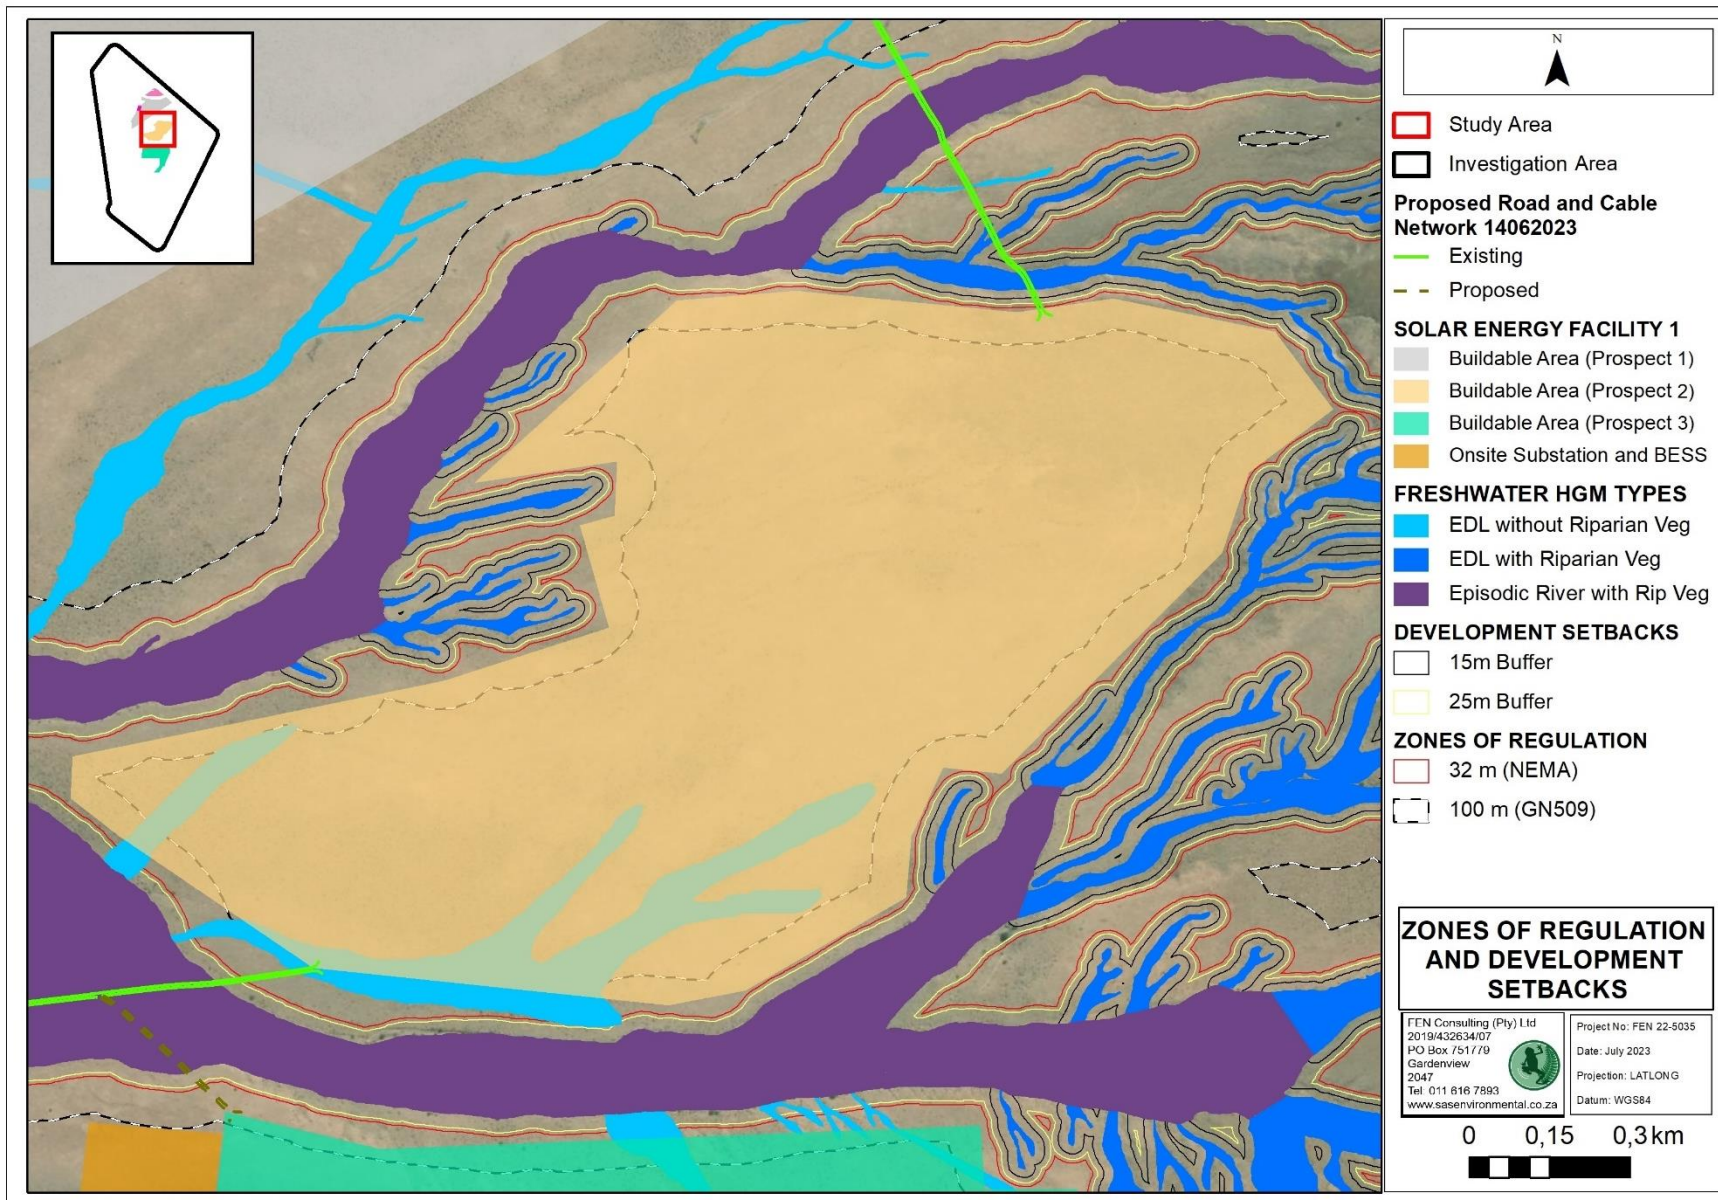 N
Study Area
Investigation Area
Proposed Road and Cable
Network 14062023
Existing
Proposed
SOLAR ENERGY FACILITY 1
Buildable Area (Prospect 1)
Buildable Area (Prospect 2)
Buildable Area (Prospect 3)
Onsite Substation and BESS
FRESHWATER HGM TYPES
EDL without Riparian Veg
EDL with Riparian Veg
Episodic River with Rip Veg
DEVELOPMENT SETBACKS
15m Buffer
25m Buffer
ZONES OF REGULATION
32 m (NEMA)
100 m (GN509)
ZONES OF REGULATION
AND DEVELOPMENT
SETBACKS
FEN Consulting (Pty) Ltd
2019/432634/07
PO Box 751779
Gardenview
2047
Tel: 011 616 7893
www.sasenvironmental.co.za
Project No: FEN 22-5035
Date: July 2023
Projection: LATLONG
Datum: WGS84
0 0,15 0,3 km